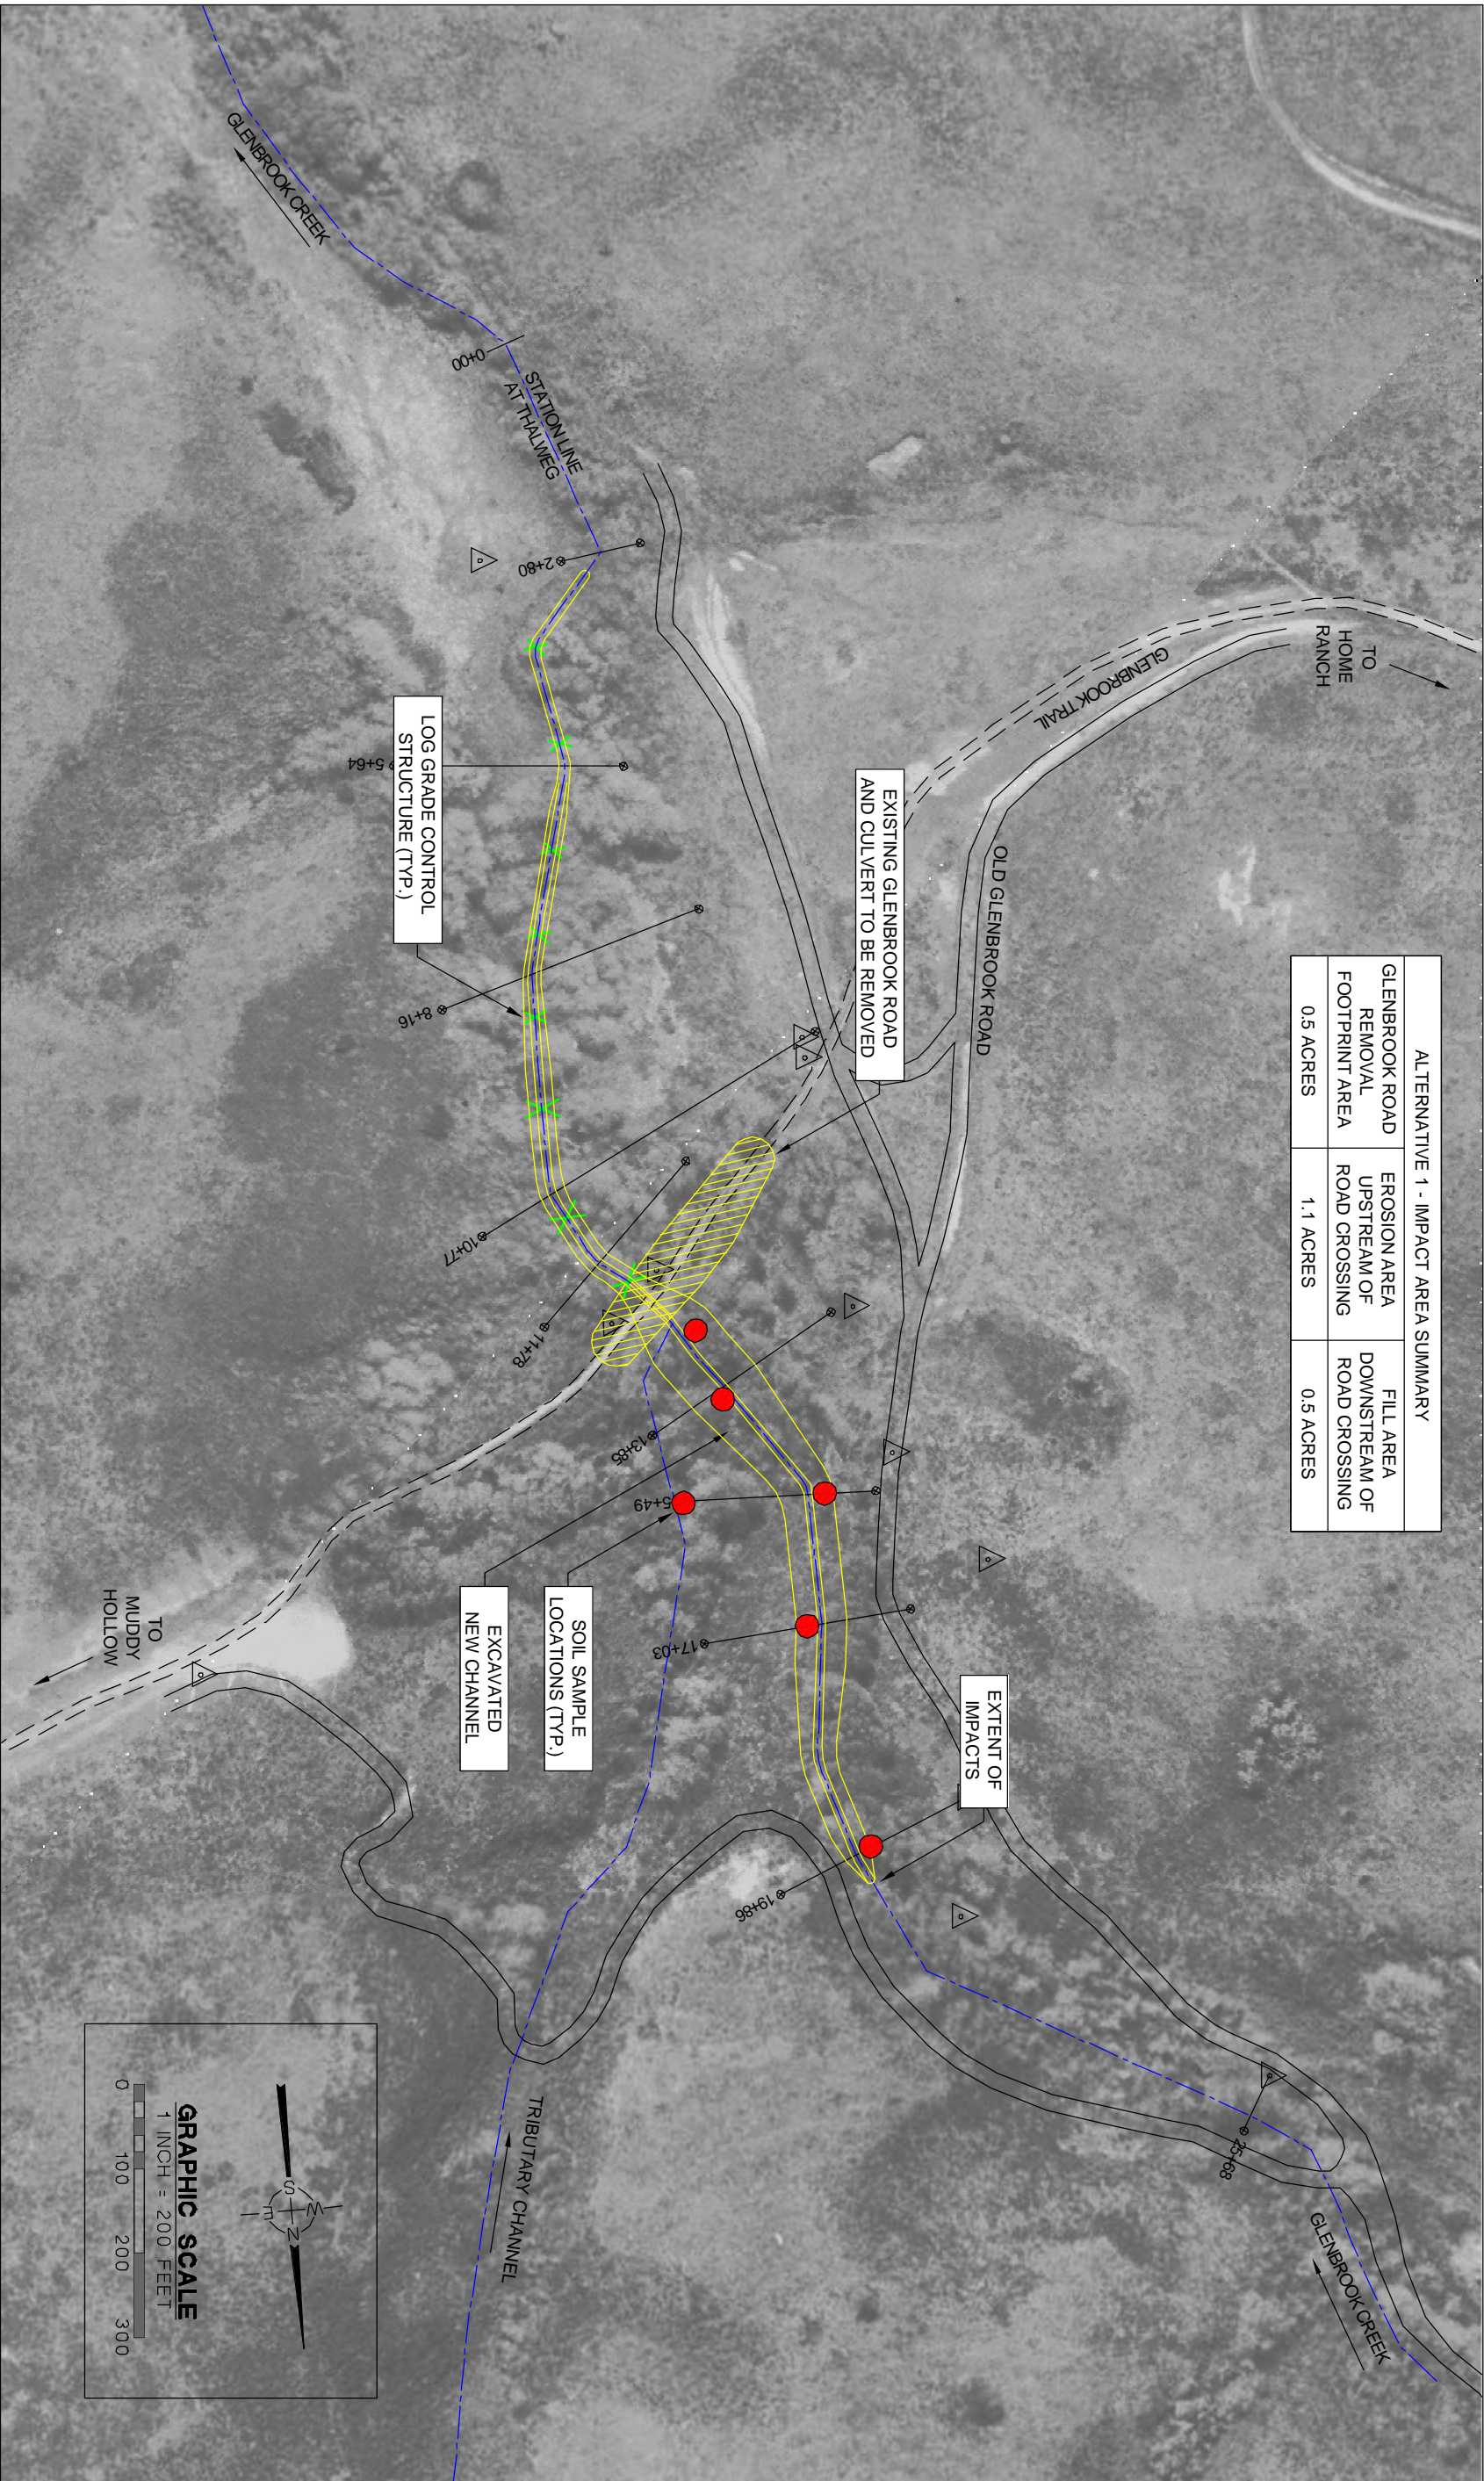 ALTERNATIVE 1 - IMPACT AREA SUMMARY
GLENBROOK ROAD
REMOVAL
FOOTPRINT AREA
EROSION AREA
UPSTREAM OF
ROAD CROSSING
FILL AREA
DOWNSTREAM OF
ROAD CROSSING
0.5 ACRES
1.1 ACRES
0.5 ACRES
TO
HOME
RANCH
GLENBROOK TRAIL
OLD GLENBROOK ROAD
EXISTING GLENBROOK ROAD
AND CULVERT TO BE REMOVED
EXTENT OF
IMPACTS
GLENBROOK CREEK
GLENBROOK CREEK
0+00
STATION LINE
AT THALWEG
2+80
5+64
LOG GRADE CONTROL
STRUCTURE (TYP.)
8+16
10+77
11+78
13+85
5+49
17+03
19+86
25+68
SOIL SAMPLE
LOCATIONS (TYP.)
EXCAVATED
NEW CHANNEL
TO
MUDDY
HOLLOW
TRIBUTARY CHANNEL
S
W
E
N
GRAPHIC SCALE
1 INCH = 200 FEET
0 100 200 300